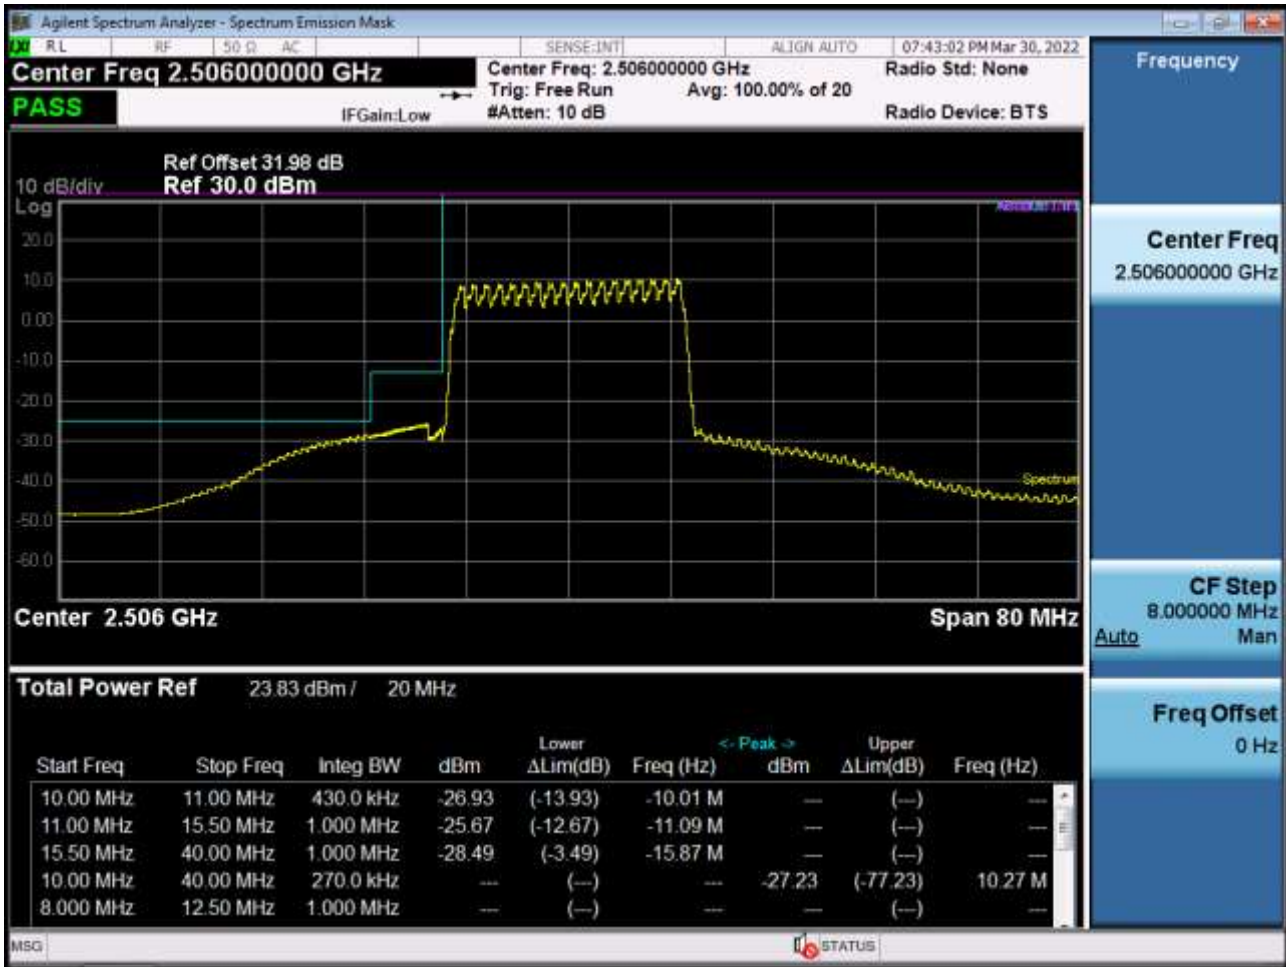 Agilent Spectrum Analyzer - Spectrum Emission Mask
RL RF 50 Ω AC SENSE:INT ALIGN AUTO 07:43:02 PM Mar 30, 2022
Center Freq 2.506000000 GHz
PASS
IFGain:Low
Center Freq: 2.506000000 GHz
Trig: Free Run Avg: 100.00% of 20
#Atten: 10 dB
Radio Std: None
Radio Device: BTS
Ref Offset 31.98 dB
10 dB/div Ref 30.0 dBm
Log
20.0
10.0
0.00
-10.0
-20.0
-30.0
-40.0
-50.0
-60.0
Spectrum
Center 2.506 GHz Span 80 MHz
Total Power Ref 23.83 dBm / 20 MHz
Lower <- Peak -> Upper
Start Freq Stop Freq Integ BW dBm ΔLim(dB) Freq (Hz) dBm ΔLim(dB) Freq (Hz)
10.00 MHz 11.00 MHz 430.0 kHz -26.93 (-13.93) -10.01 M --- (---) ---
11.00 MHz 15.50 MHz 1.000 MHz -25.67 (-12.67) -11.09 M --- (---) ---
15.50 MHz 40.00 MHz 1.000 MHz -28.49 (-3.49) -15.87 M --- (---) ---
10.00 MHz 40.00 MHz 270.0 kHz --- (---) --- -27.23 (-77.23) 10.27 M
8.000 MHz 12.50 MHz 1.000 MHz --- (---) --- --- (---) ---
MSG STATUS
Frequency
Center Freq
2.506000000 GHz
CF Step
8.000000 MHz
Auto Man
Freq Offset
0 Hz